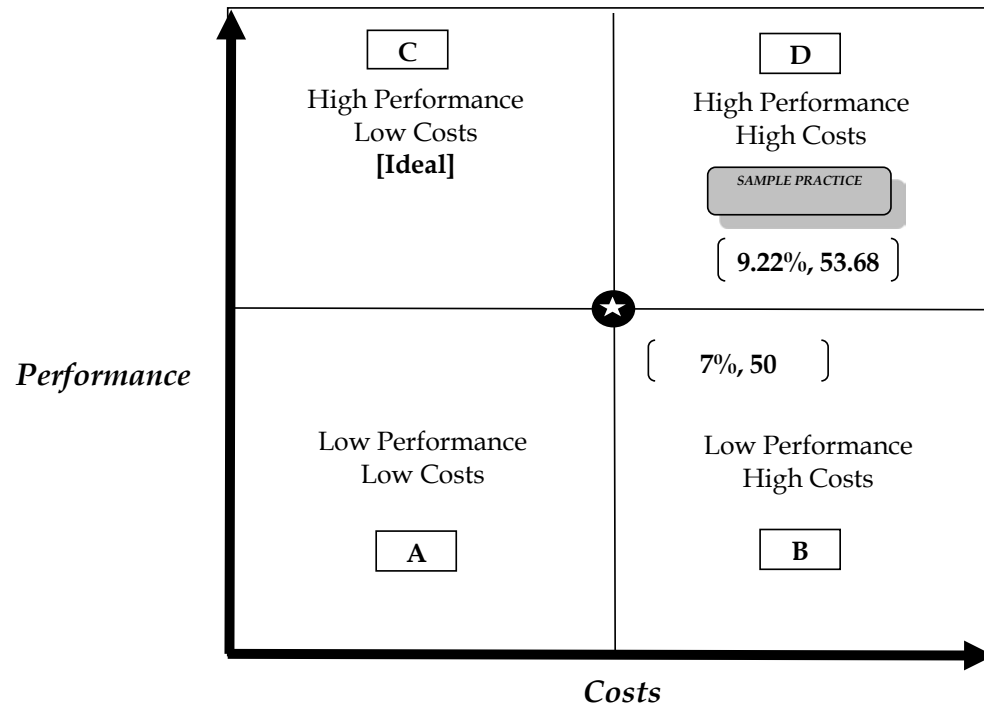 C
High Performance
Low Costs
[Ideal]
D
High Performance
High Costs
SAMPLE PRACTICE
9.22%, 53.68
7%, 50
Performance
Low Performance
Low Costs
A
Low Performance
High Costs
B
Costs